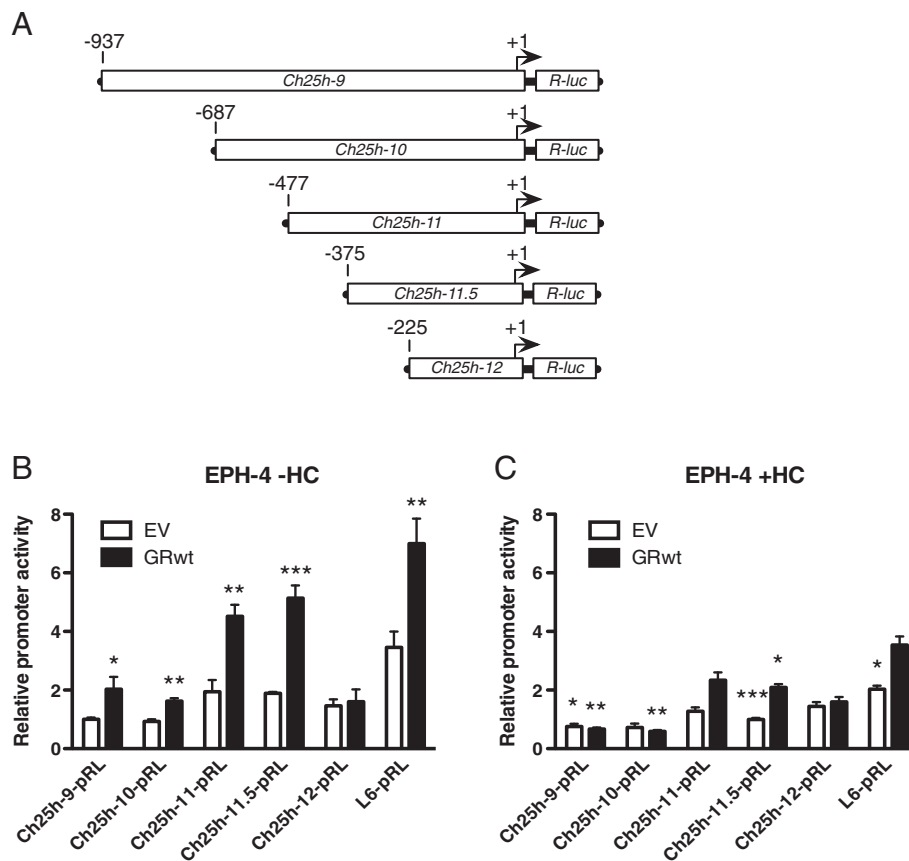 A
-937
+1
Ch25h-9
R-luc
-687
+1
Ch25h-10
R-luc
-477
+1
Ch25h-11
R-luc
-375
+1
Ch25h-11.5
R-luc
-225
+1
Ch25h-12
R-luc
B
EPH-4 -HC
Relative promoter activity
8
6
4
2
0
EV
GRwt
*
**
**
***
**
Ch25h-9-pRL
Ch25h-10-pRL
Ch25h-11-pRL
Ch25h-11.5-pRL
Ch25h-12-pRL
L6-pRL
C
EPH-4 +HC
Relative promoter activity
8
6
4
2
0
EV
GRwt
*
**
**
***
*
*
Ch25h-9-pRL
Ch25h-10-pRL
Ch25h-11-pRL
Ch25h-11.5-pRL
Ch25h-12-pRL
L6-pRL